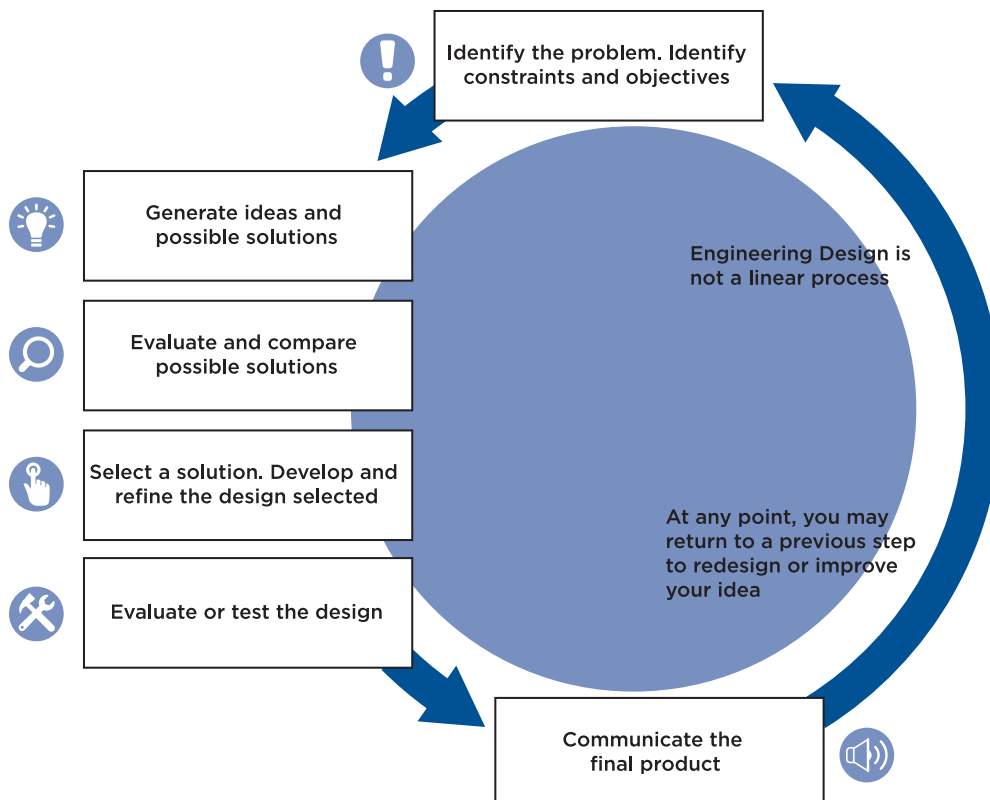 Identify the problem. Identify
constraints and objectives
Generate ideas and
possible solutions
Evaluate and compare
possible solutions
Select a solution. Develop and
refine the design selected
Evaluate or test the design
Communicate the
final product
Engineering Design is
not a linear process
At any point, you may
return to a previous step
to redesign or improve
your idea